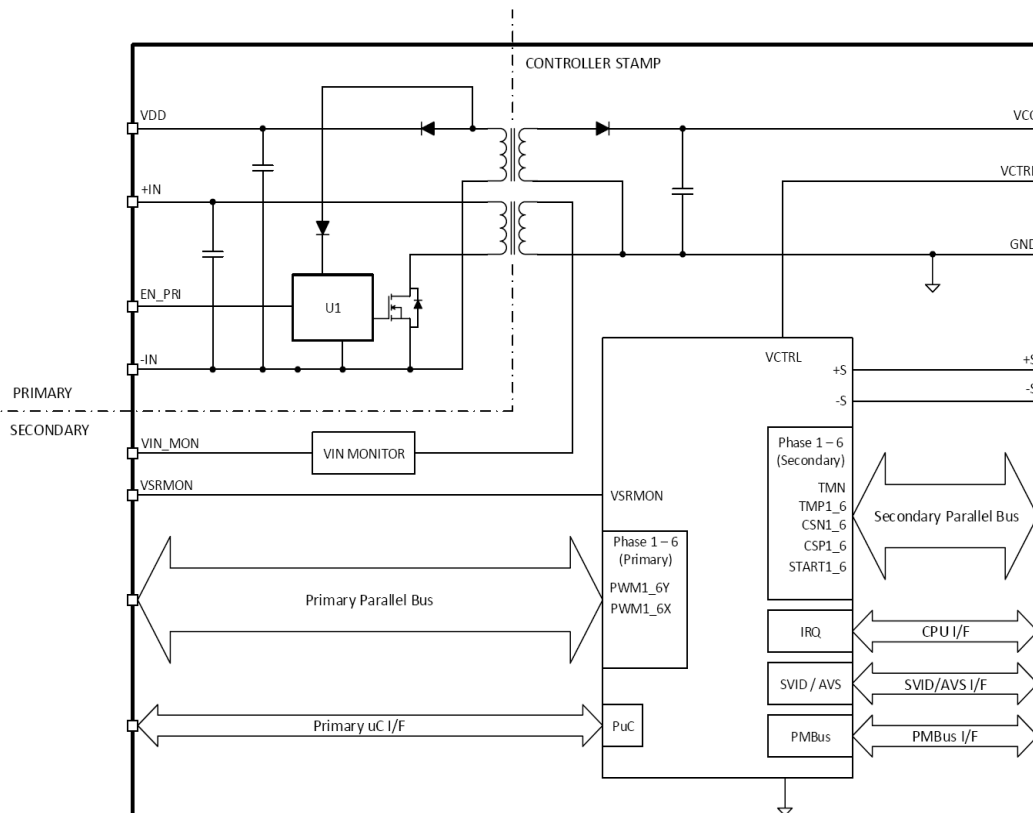 CONTROLLER STAMP
VDD
+IN
EN_PRI
-IN
U1
VCC
VCTRL
GND
PRIMARY
SECONDARY
VIN_MON
VIN MONITOR
VSRMON
VCTRL
+S
-S
+S
-S
VSRMON
Phase 1 – 6
(Secondary)
TMN
TMP1_6
CSN1_6
CSP1_6
START1_6
Secondary Parallel Bus
Phase 1 – 6
(Primary)
PWM1_6Y
PWM1_6X
Primary Parallel Bus
IRQ
CPU I/F
SVID / AVS
SVID/AVS I/F
PMBus
PMBus I/F
Primary uC I/F
PuC